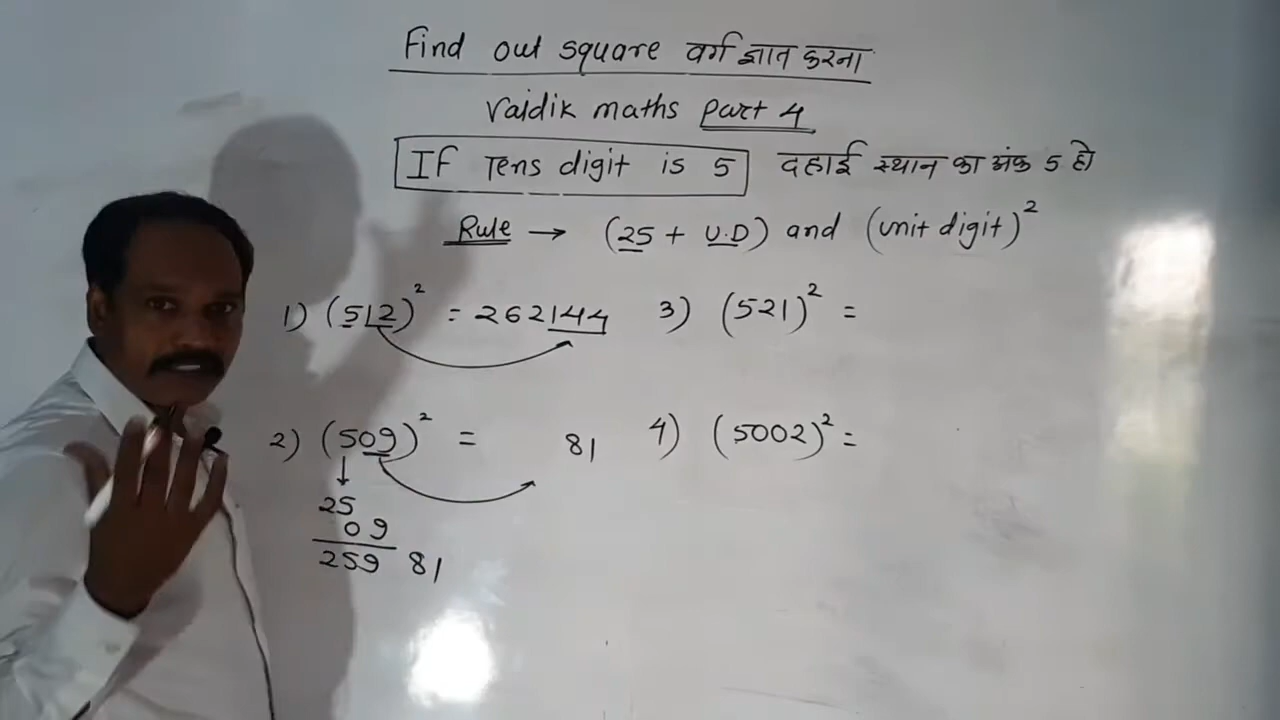 Find out square वर्ग ज्ञात करना
Vaidik maths Part 4
If Tens digit is 5 दहाई स्थान का अंक 5 हो
Rule → (25 + U.D) and (unit digit)²
1) (512)² = 262144
3) (521)² =
2) (509)² = 81
4) (5002)² =
↓
25
09
259 81